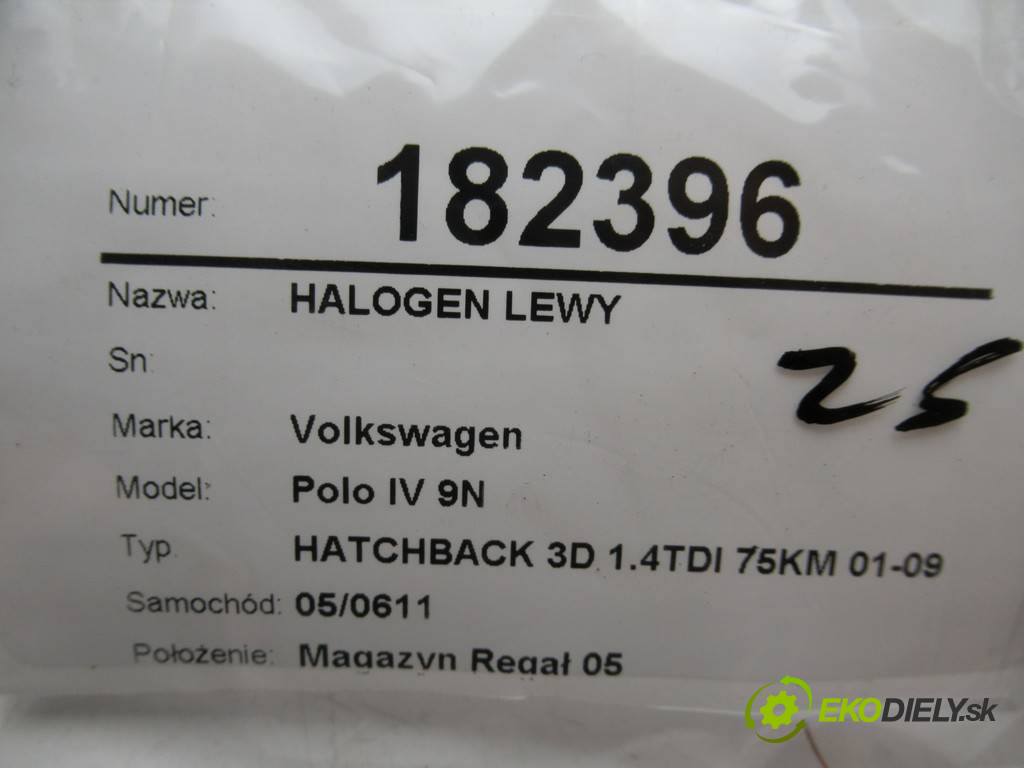 Numer: 182396
Nazwa: HALOGEN LEWY
Sn:
25
Marka: Volkswagen
Model: Polo IV 9N
Typ: HATCHBACK 3D 1.4TDI 75KM 01-09
Samochód: 05/0611
Położenie: Magazyn Regał 05
EKODIELY.sk